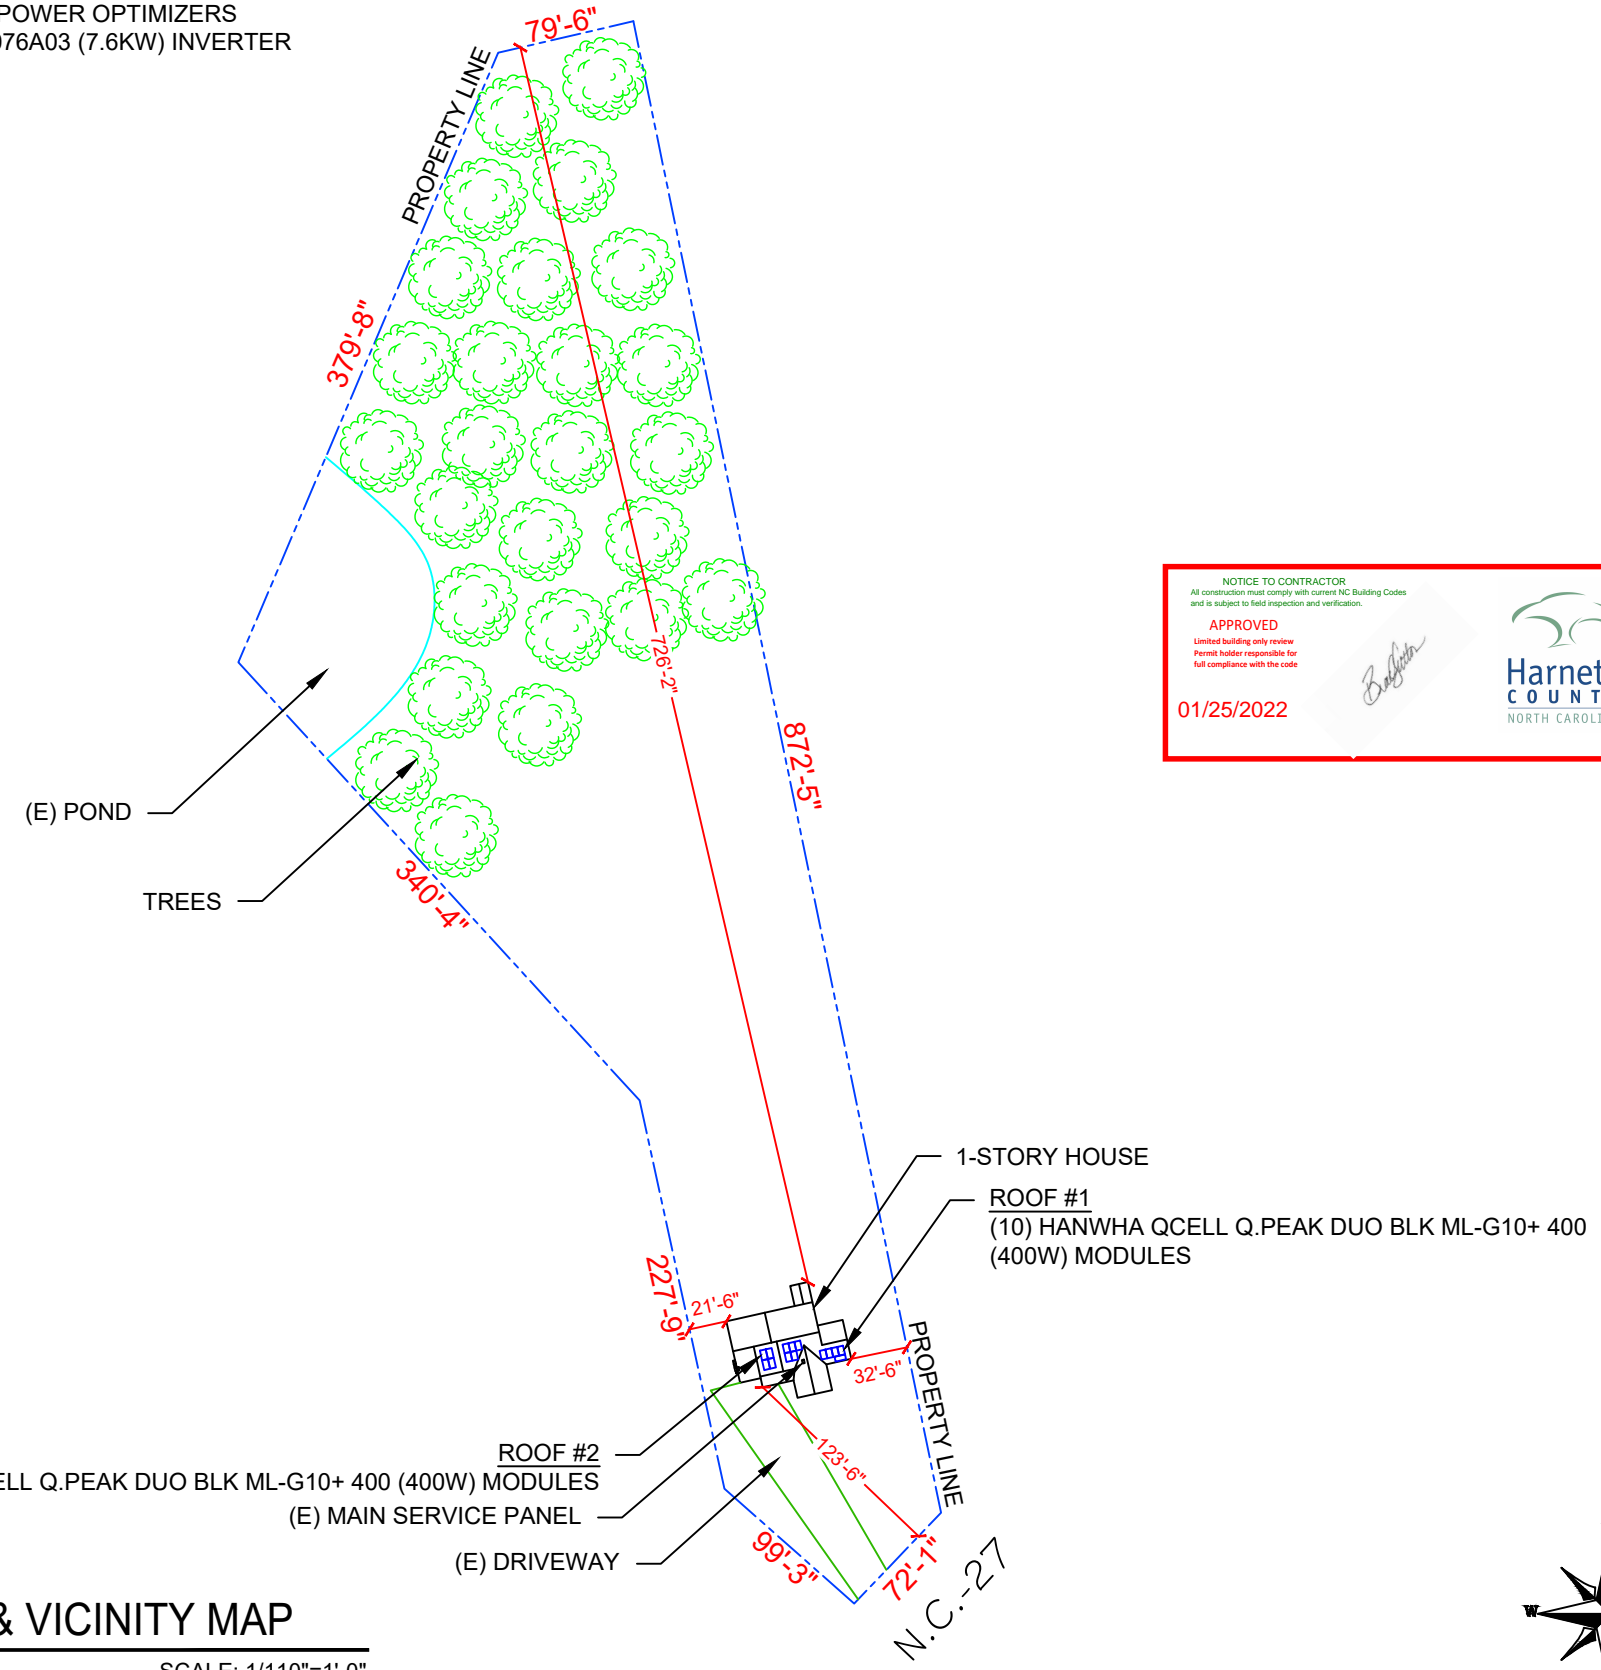 POWER OPTIMIZERS
076A03 (7.6KW) INVERTER
79'-6"
PROPERTY LINE
379'-8"
NOTICE TO CONTRACTOR
All construction must comply with current NC Building Codes
and is subject to field inspection and verification.
APPROVED
Limited building only review
Permit holder responsible for
full compliance with the code
01/25/2022
Harnet
COUNT
NORTH CAROLI
726'-2"
872'-5"
(E) POND
TREES
340'-4"
1-STORY HOUSE
ROOF #1
(10) HANWHA QCELL Q.PEAK DUO BLK ML-G10+ 400
(400W) MODULES
227'-9"
21'-6"
32'-6"
PROPERTY LINE
123'-6"
ROOF #2
ELL Q.PEAK DUO BLK ML-G10+ 400 (400W) MODULES
(E) MAIN SERVICE PANEL
(E) DRIVEWAY
99'-3"
72'-1"
N.C.-27
& VICINITY MAP
SCALE: 1/110"=1'-0"
W